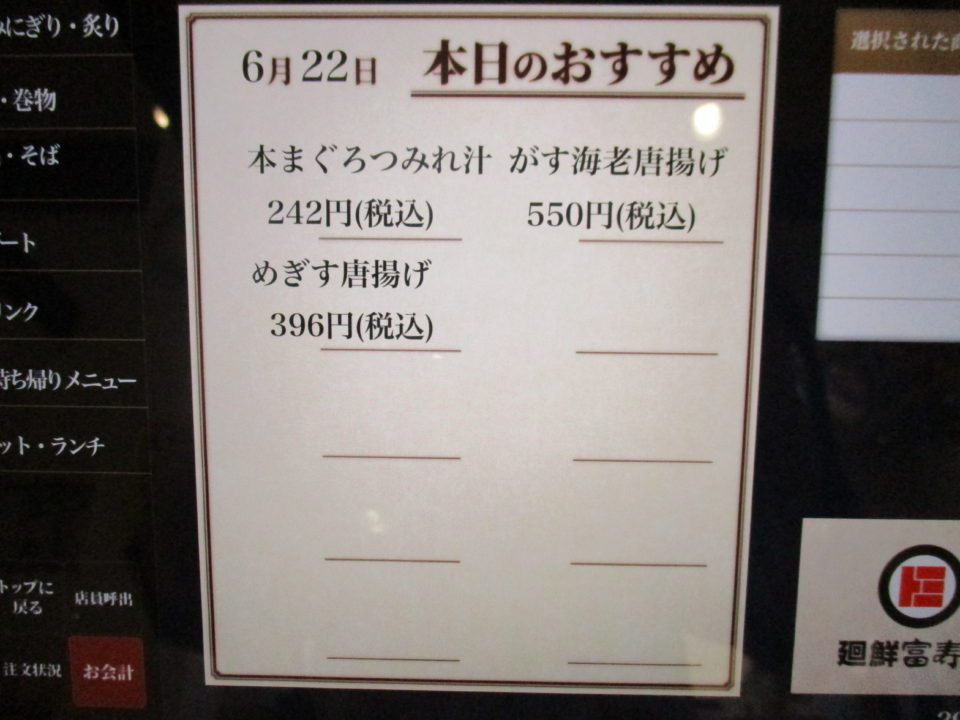 にぎり・炙り
・巻物
・そば
ート
ンク
持ち帰りメニュー
ット・ランチ
トップに
戻る
店員呼出
注文状況
お会計
6月22日 本日のおすすめ
本まぐろつみれ汁 がす海老唐揚げ
242円(税込) 550円(税込)
めぎす唐揚げ
396円(税込)
選択された
廻鮮富寿